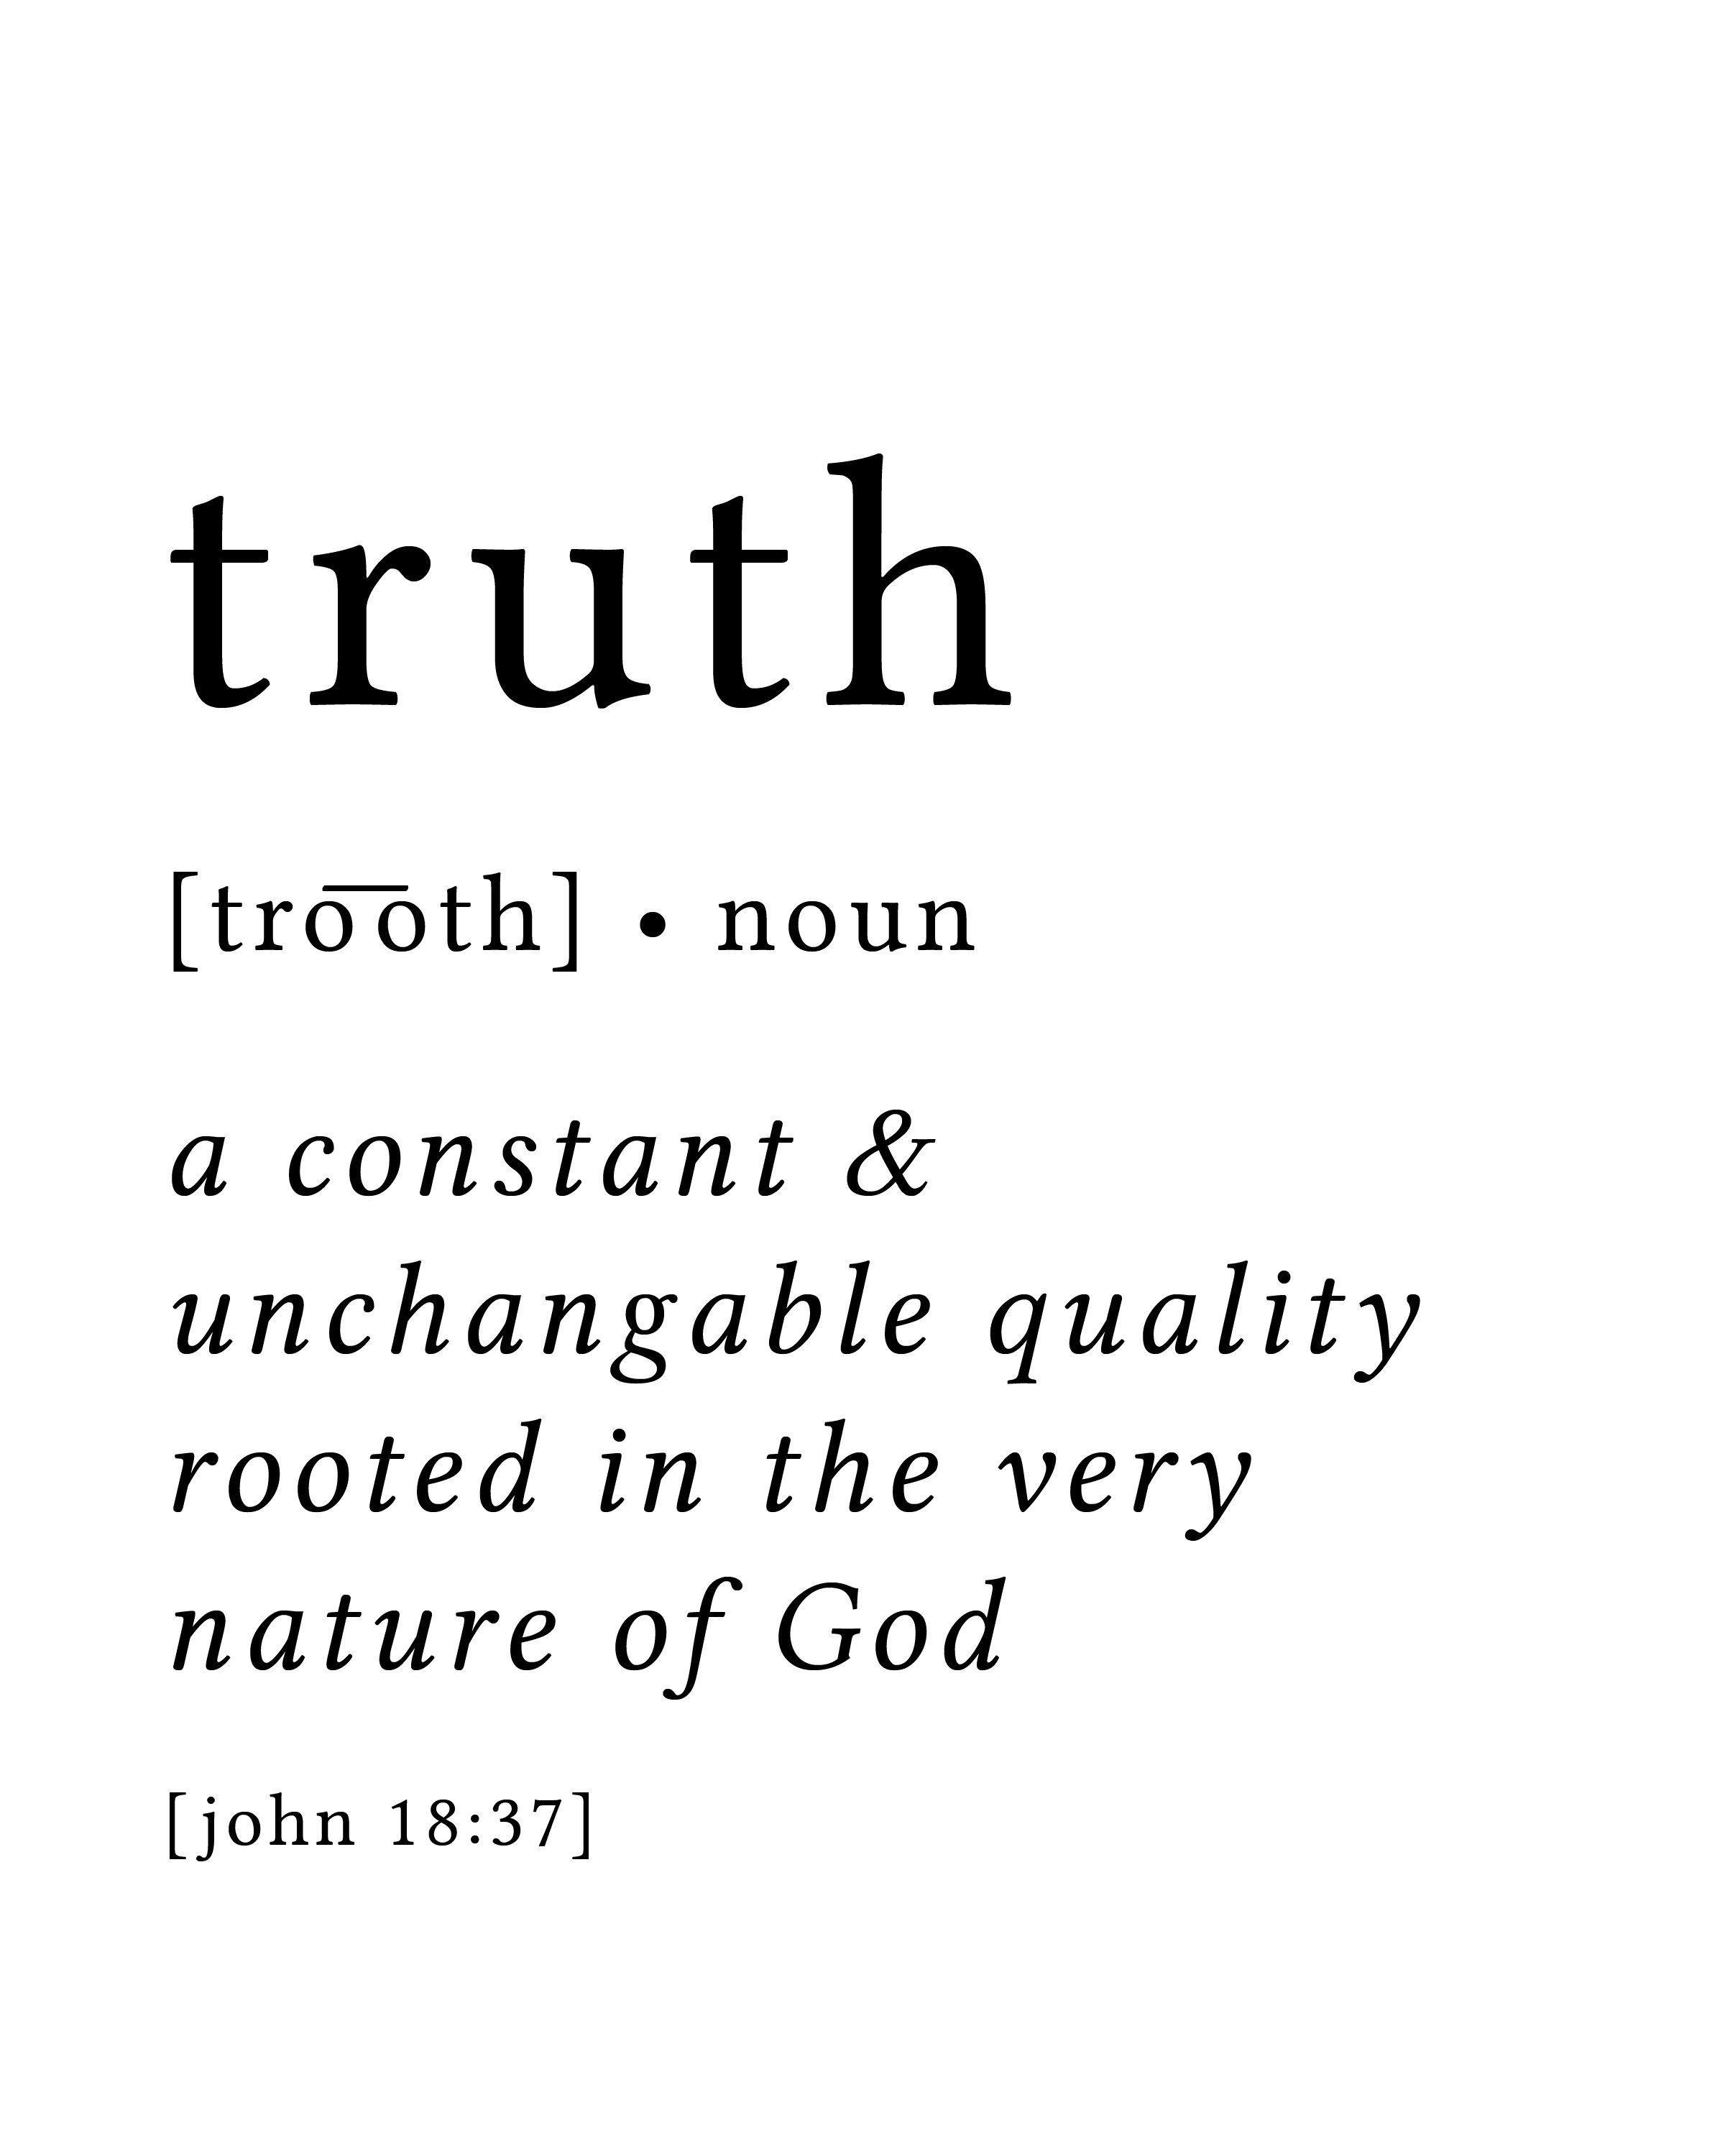 truth
[tro͞oth] • noun
a constant &
unchangable quality
rooted in the very
nature of God
[john 18:37]